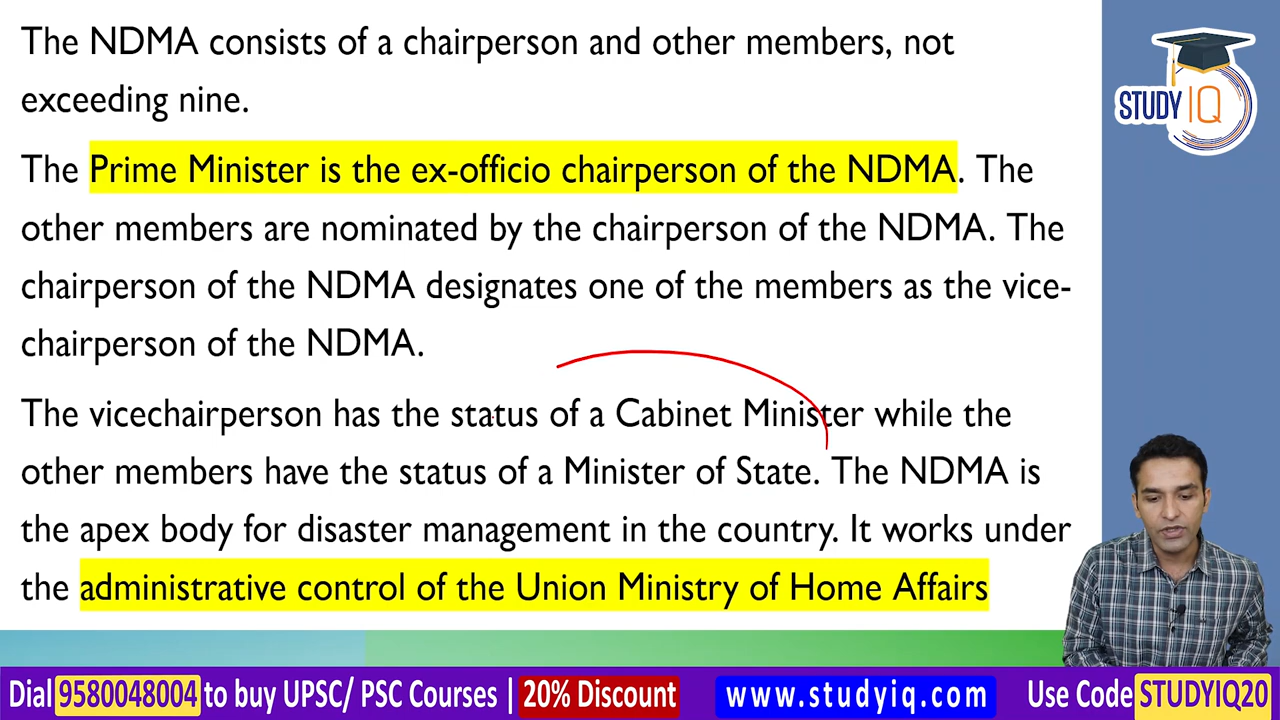 The NDMA consists of a chairperson and other members, not
exceeding nine.
The Prime Minister is the ex-officio chairperson of the NDMA. The
other members are nominated by the chairperson of the NDMA. The
chairperson of the NDMA designates one of the members as the vice-
chairperson of the NDMA.
The vicechairperson has the status of a Cabinet Minister while the
other members have the status of a Minister of State. The NDMA is
the apex body for disaster management in the country. It works under
the administrative control of the Union Ministry of Home Affairs
STUDY IQ
Dial 9580048004 to buy UPSC/ PSC Courses | 20% Discount
www.studyiq.com
Use Code STUDYIQ20